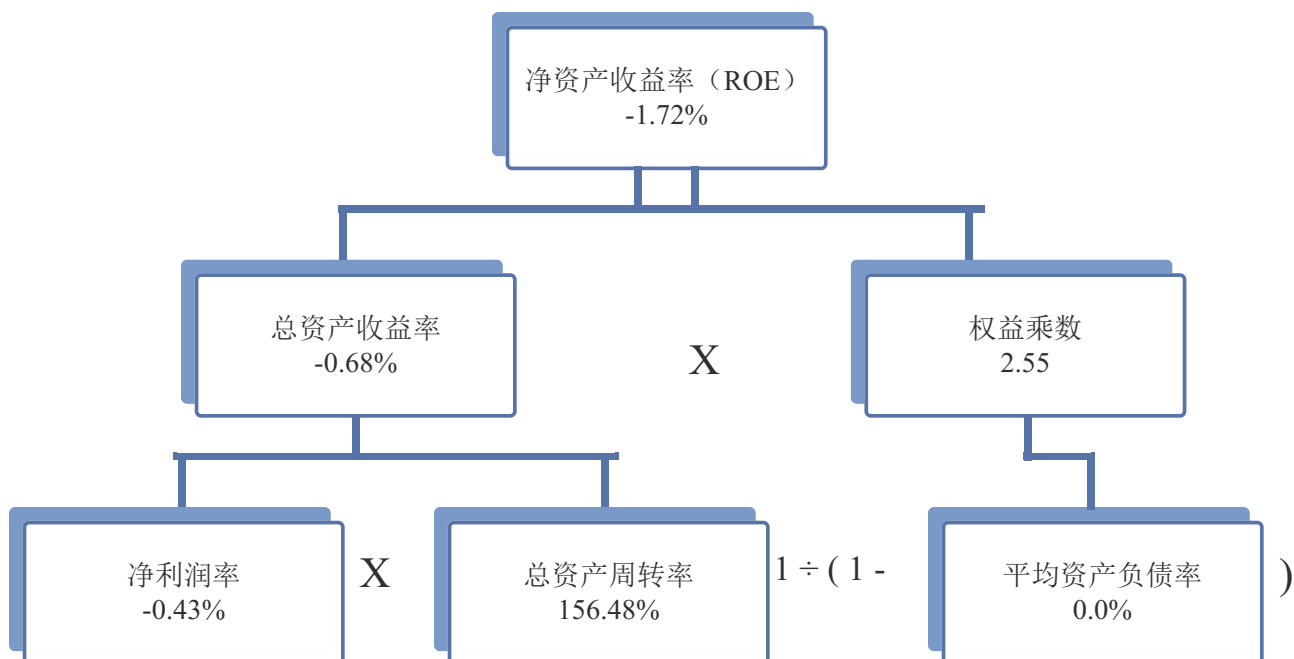 净资产收益率（ROE）
-1.72%
总资产收益率
-0.68%
X
权益乘数
2.55
净利润率
-0.43%
X
总资产周转率
156.48%
1 ÷ ( 1 -
平均资产负债率
0.0%
)